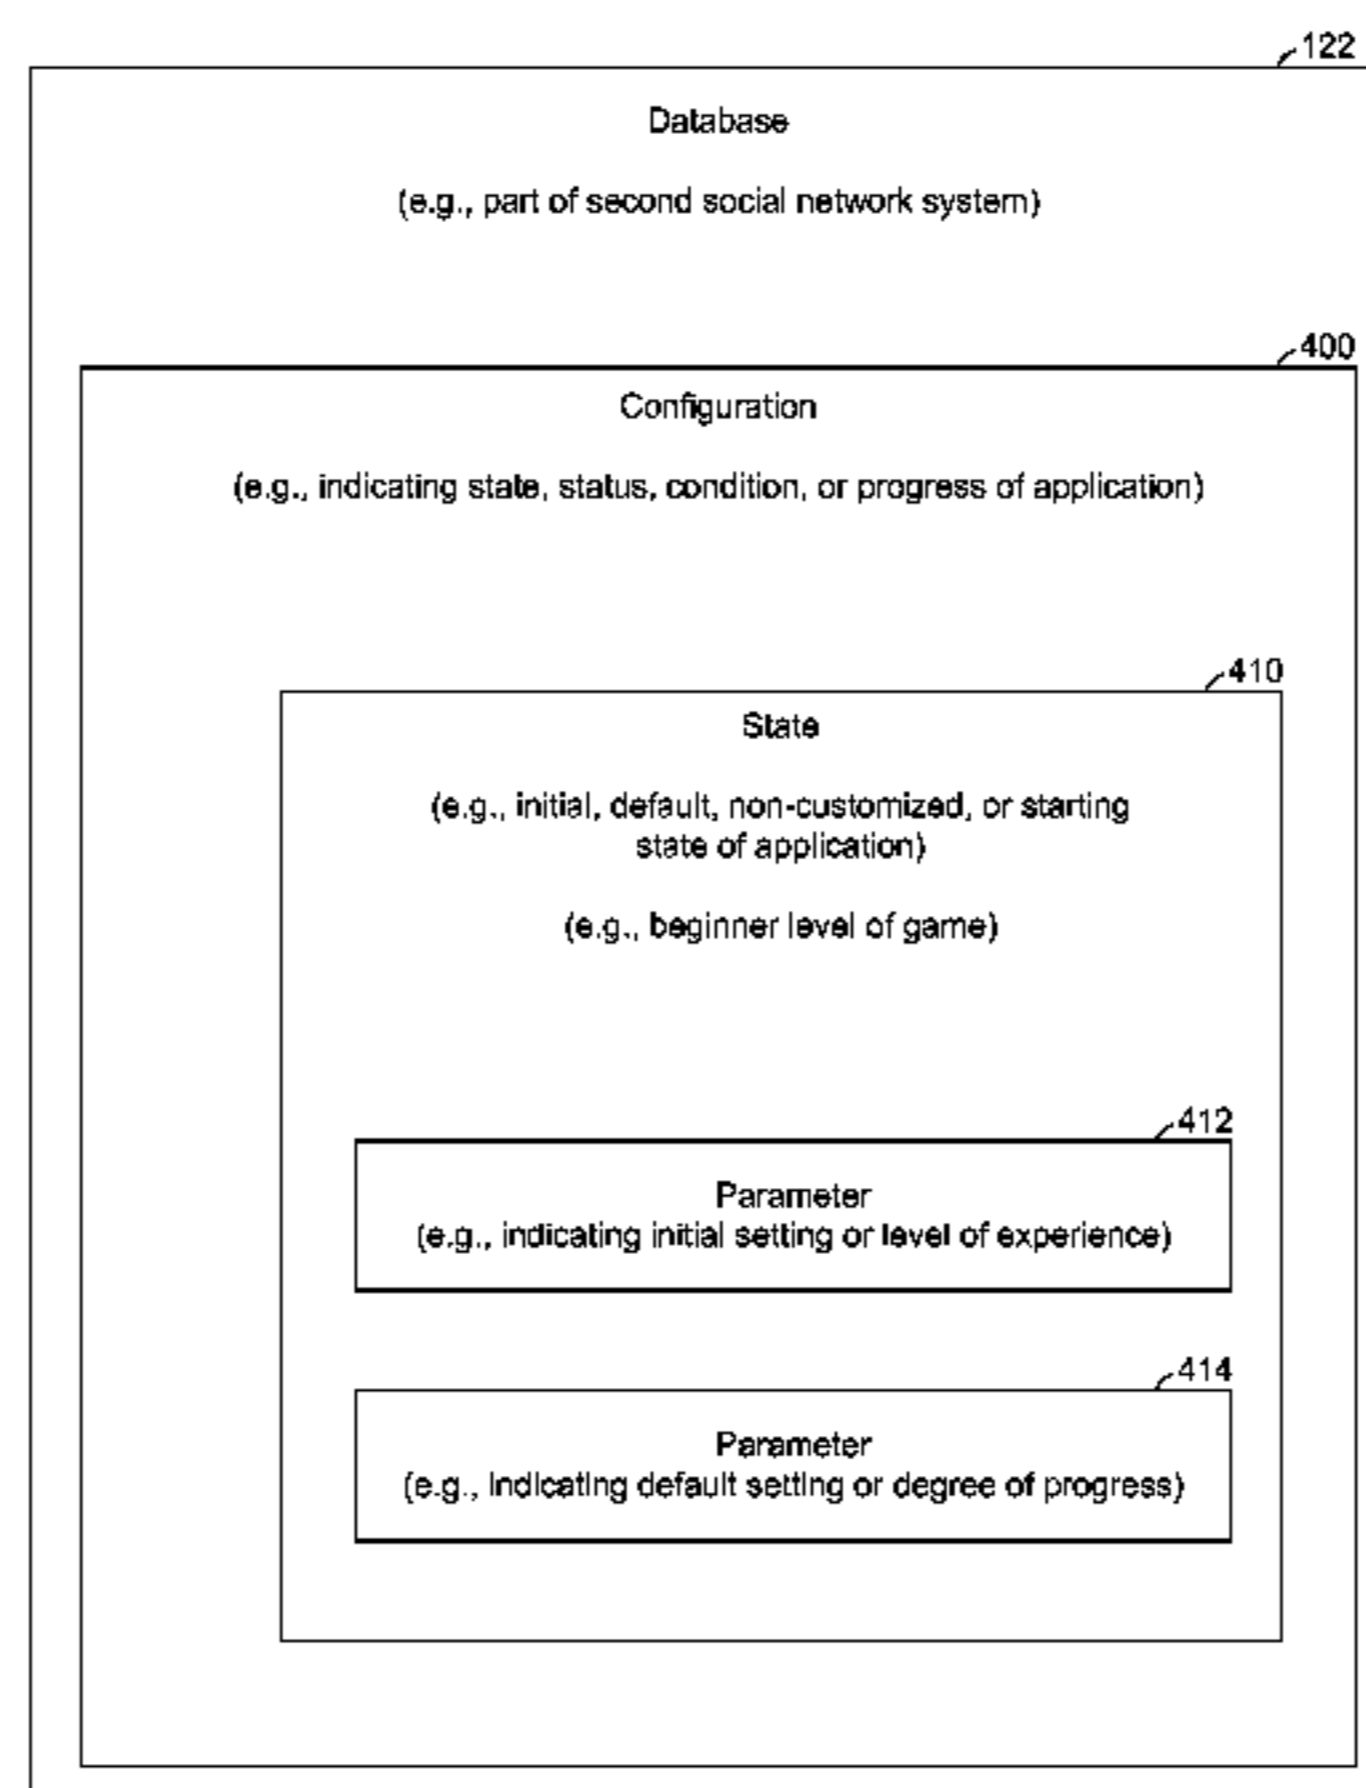 122
Database
(e.g., part of second social network system)
400
Configuration
(e.g., indicating state, status, condition, or progress of application)
410
State
(e.g., initial, default, non-customized, or starting
state of application)
(e.g., beginner level of game)
412
Parameter
(e.g., indicating initial setting or level of experience)
414
Parameter
(e.g., indicating default setting or degree of progress)